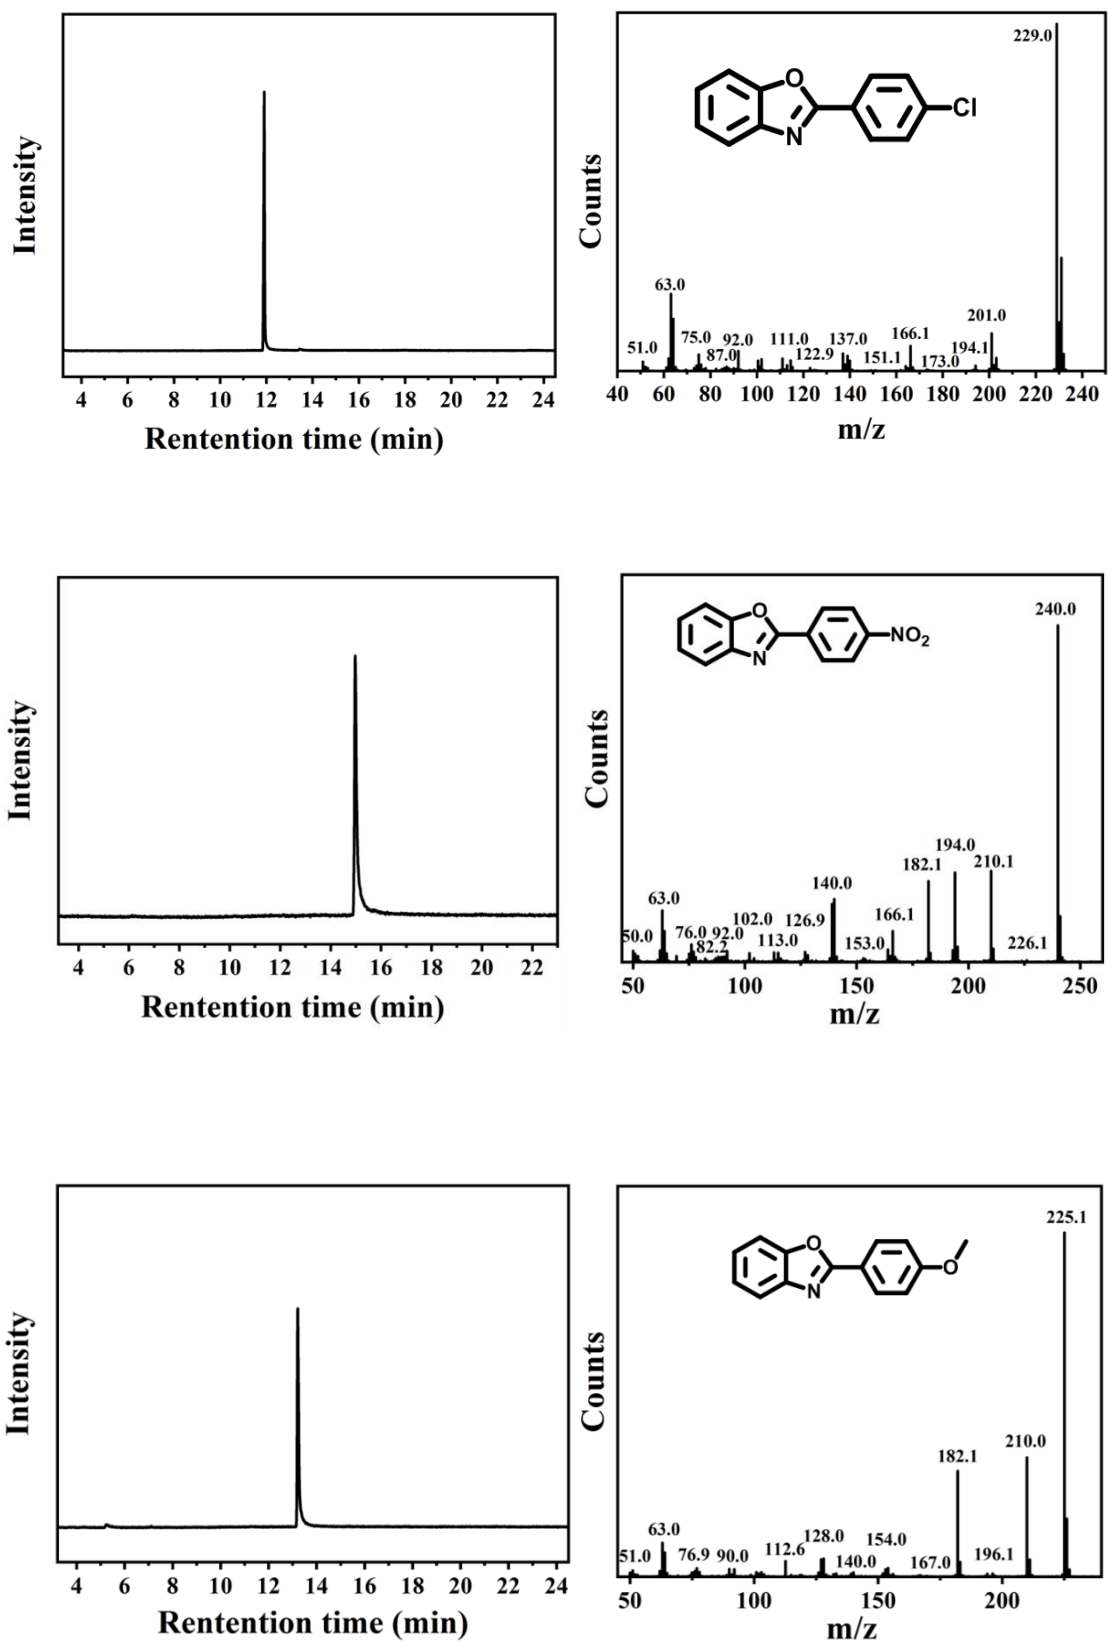 Intensity
4 6 8 10 12 14 16 18 20 22 24
Rentention time (min)
Counts
229.0
O
N
Cl
63.0
201.0
51.0
75.0
87.0
92.0
111.0
122.9
137.0
151.1
166.1
173.0
194.1
40 60 80 100 120 140 160 180 200 220 240
m/z
Intensity
4 6 8 10 12 14 16 18 20 22
Rentention time (min)
Counts
240.0
O
N
NO2
194.0
182.1
210.1
140.0
63.0
166.1
50.0
76.0
82.2
92.0
102.0
113.0
126.9
153.0
226.1
50 100 150 200 250
m/z
Intensity
4 6 8 10 12 14 16 18 20 22 24
Rentention time (min)
Counts
225.1
O
N
O
210.0
182.1
63.0
51.0
76.9
90.0
112.6
128.0
140.0
154.0
167.0
196.1
50 100 150 200
m/z